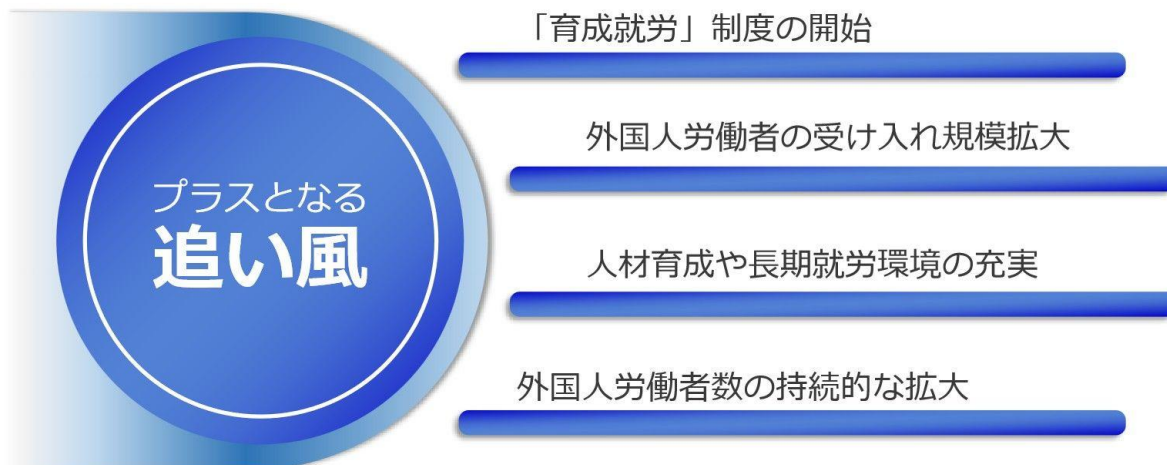 「育成就労」制度の開始
外国人労働者の受け入れ規模拡大
プラスとなる
追い風
人材育成や長期就労環境の充実
外国人労働者数の持続的な拡大